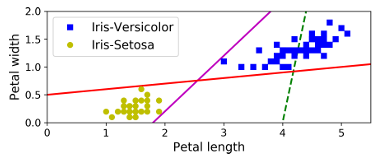 2.0
Iris-Versicolor
Iris-Setosa
1.5
1.0
0.5
0.0
Petal width
0 1 2 3 4 5
Petal length